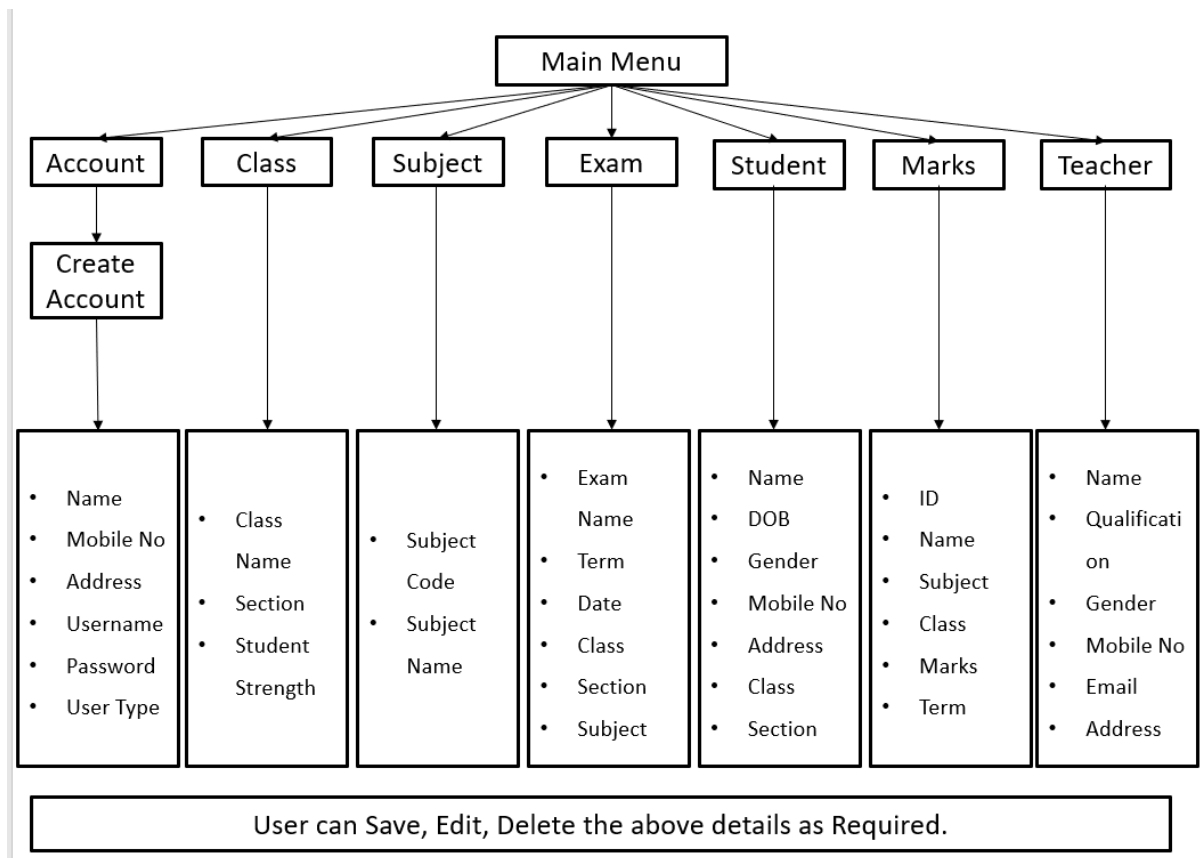 Main Menu
Account
Class
Subject
Exam
Student
Marks
Teacher
Create
Account
• Name
• Mobile No
• Address
• Username
• Password
• User Type
• Class
Name
• Section
• Student
Strength
• Subject
Code
• Subject
Name
• Exam
Name
• Term
• Date
• Class
• Section
• Subject
• Name
• DOB
• Gender
• Mobile No
• Address
• Class
• Section
• ID
• Name
• Subject
• Class
• Marks
• Term
• Name
• Qualificati
on
• Gender
• Mobile No
• Email
• Address
User can Save, Edit, Delete the above details as Required.